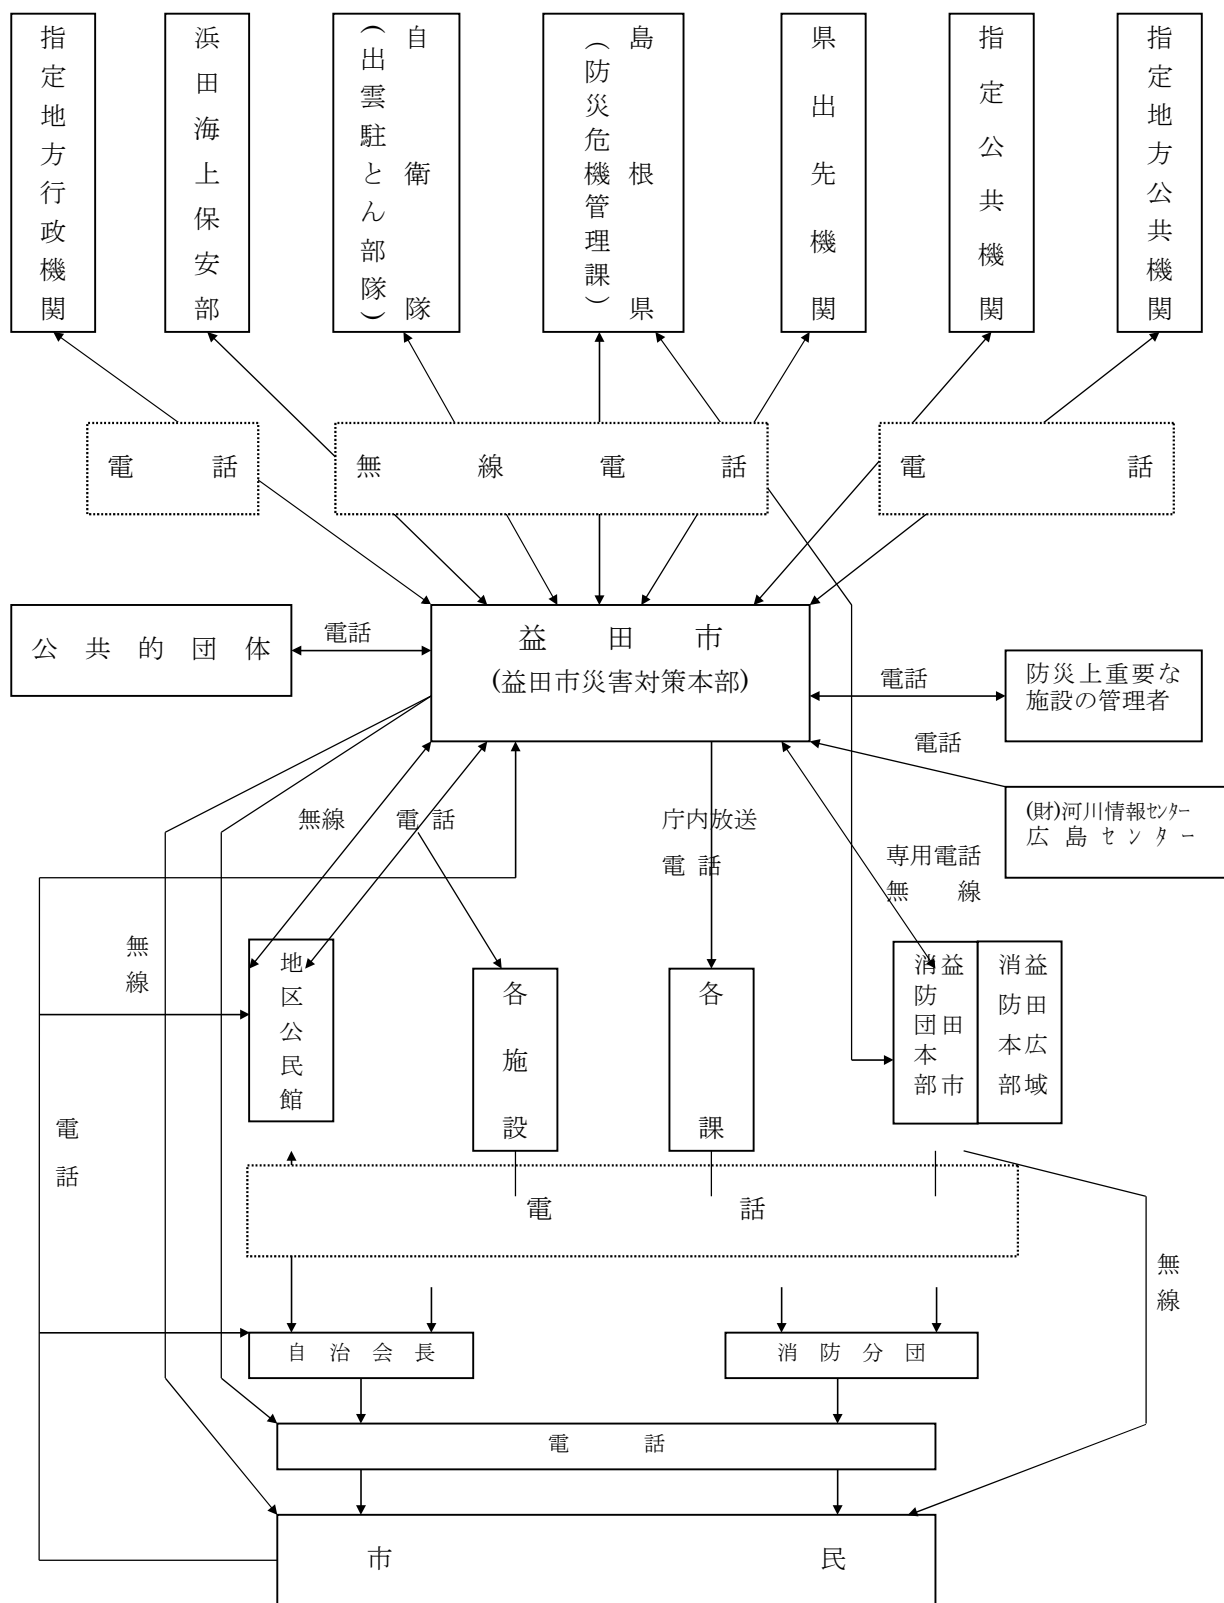 指定地方行政機関
浜田海上保安部
自衛隊
(出雲駐とん部隊)
島根県
(防災危機管理課)
県出先機関
指定公共機関
指定地方公共機関
電話
無線電話
電話
公共的団体
電話
益田市
(益田市災害対策本部)
電話
防災上重要な
施設の管理者
電話
(財)河川情報センター
広島センター
無線
電話
庁内放送
電話
専用電話
無線
無線
地区公民館
各施設
各課
益田市
消防団本部
益田広域
消防本部
電話
電話
無線
自治会長
消防分団
電話
市民